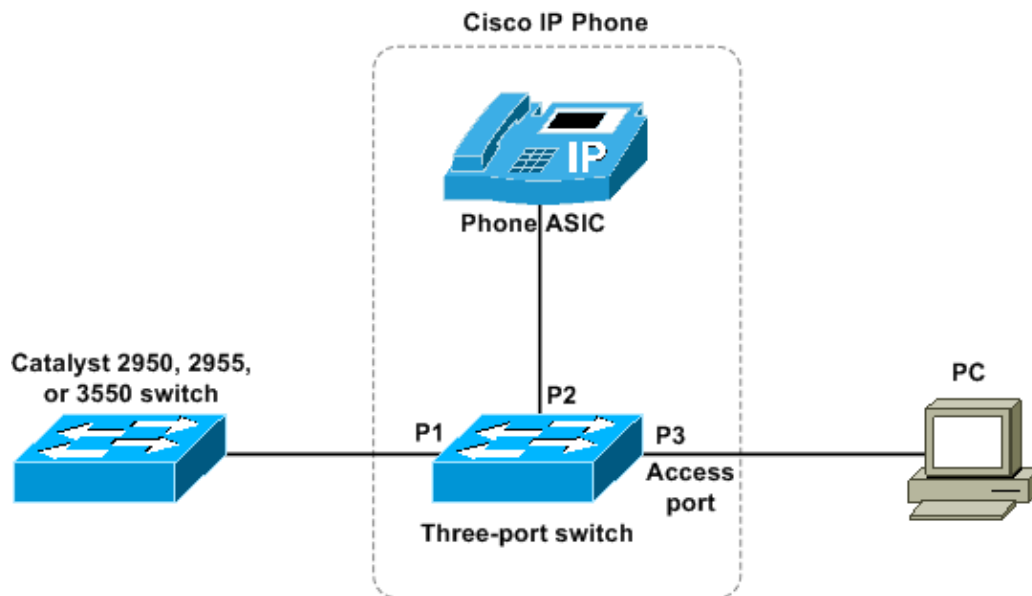 Cisco IP Phone
IP
Phone ASIC
Catalyst 2950, 2955,
or 3550 switch
P2
PC
P1
P3
Access
port
Three-port switch